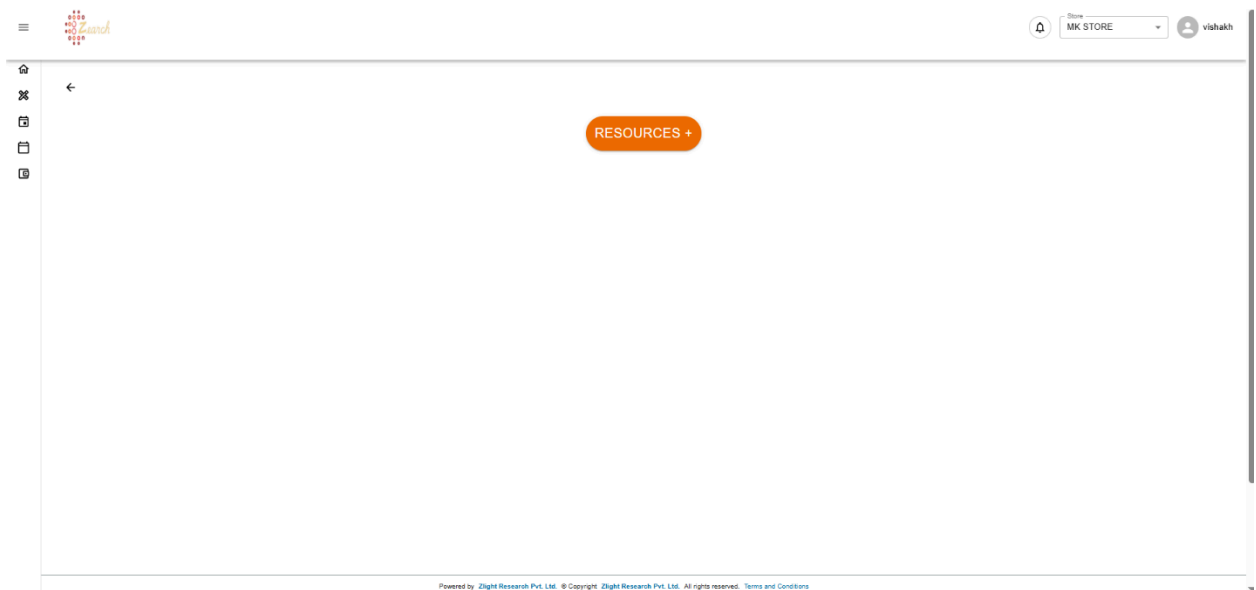 Zuarch
Store
MK STORE
vishakh
RESOURCES +
Powered by Zlight Research Pvt. Ltd. © Copyright Zlight Research Pvt. Ltd. All rights reserved. Terms and Conditions